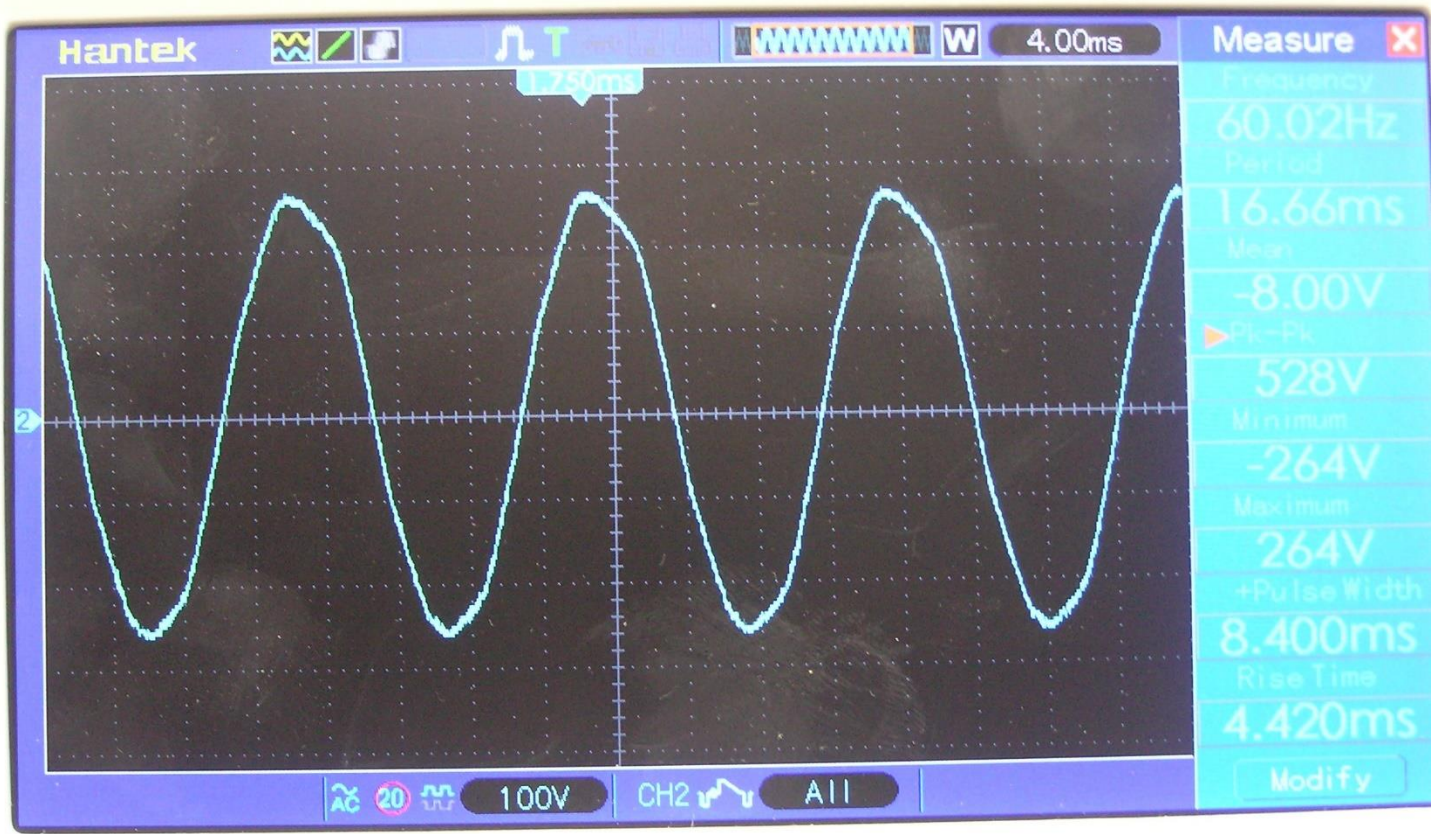 Hantek T W 4.00ms Measure X
1.750ms
Frequency
60.02Hz
Period
16.66ms
Mean
-8.00V
Pk-Pk
528V
Minimum
-264V
Maximum
264V
+Pulse Width
8.400ms
Rise Time
4.420ms
Modify
2
AC 20 100V CH2 All